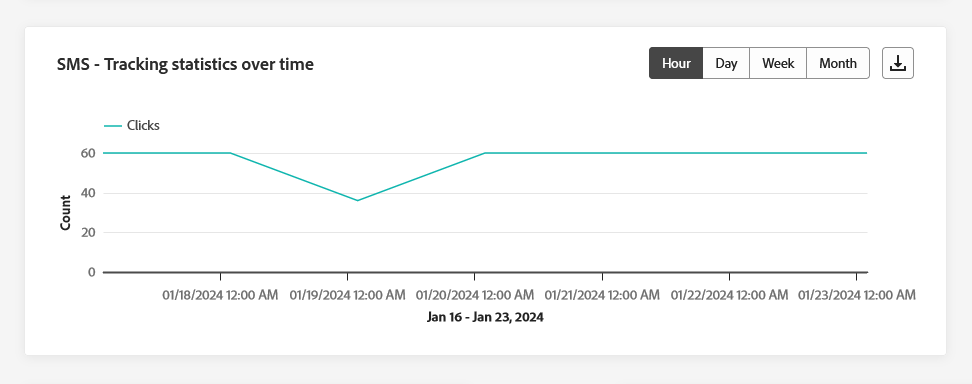 SMS - Tracking statistics over time
Hour Day Week Month
Clicks
60
40
20
0
Count
01/18/2024 12:00 AM 01/19/2024 12:00 AM 01/20/2024 12:00 AM 01/21/2024 12:00 AM 01/22/2024 12:00 AM 01/23/2024 12:00 AM
Jan 16 - Jan 23, 2024